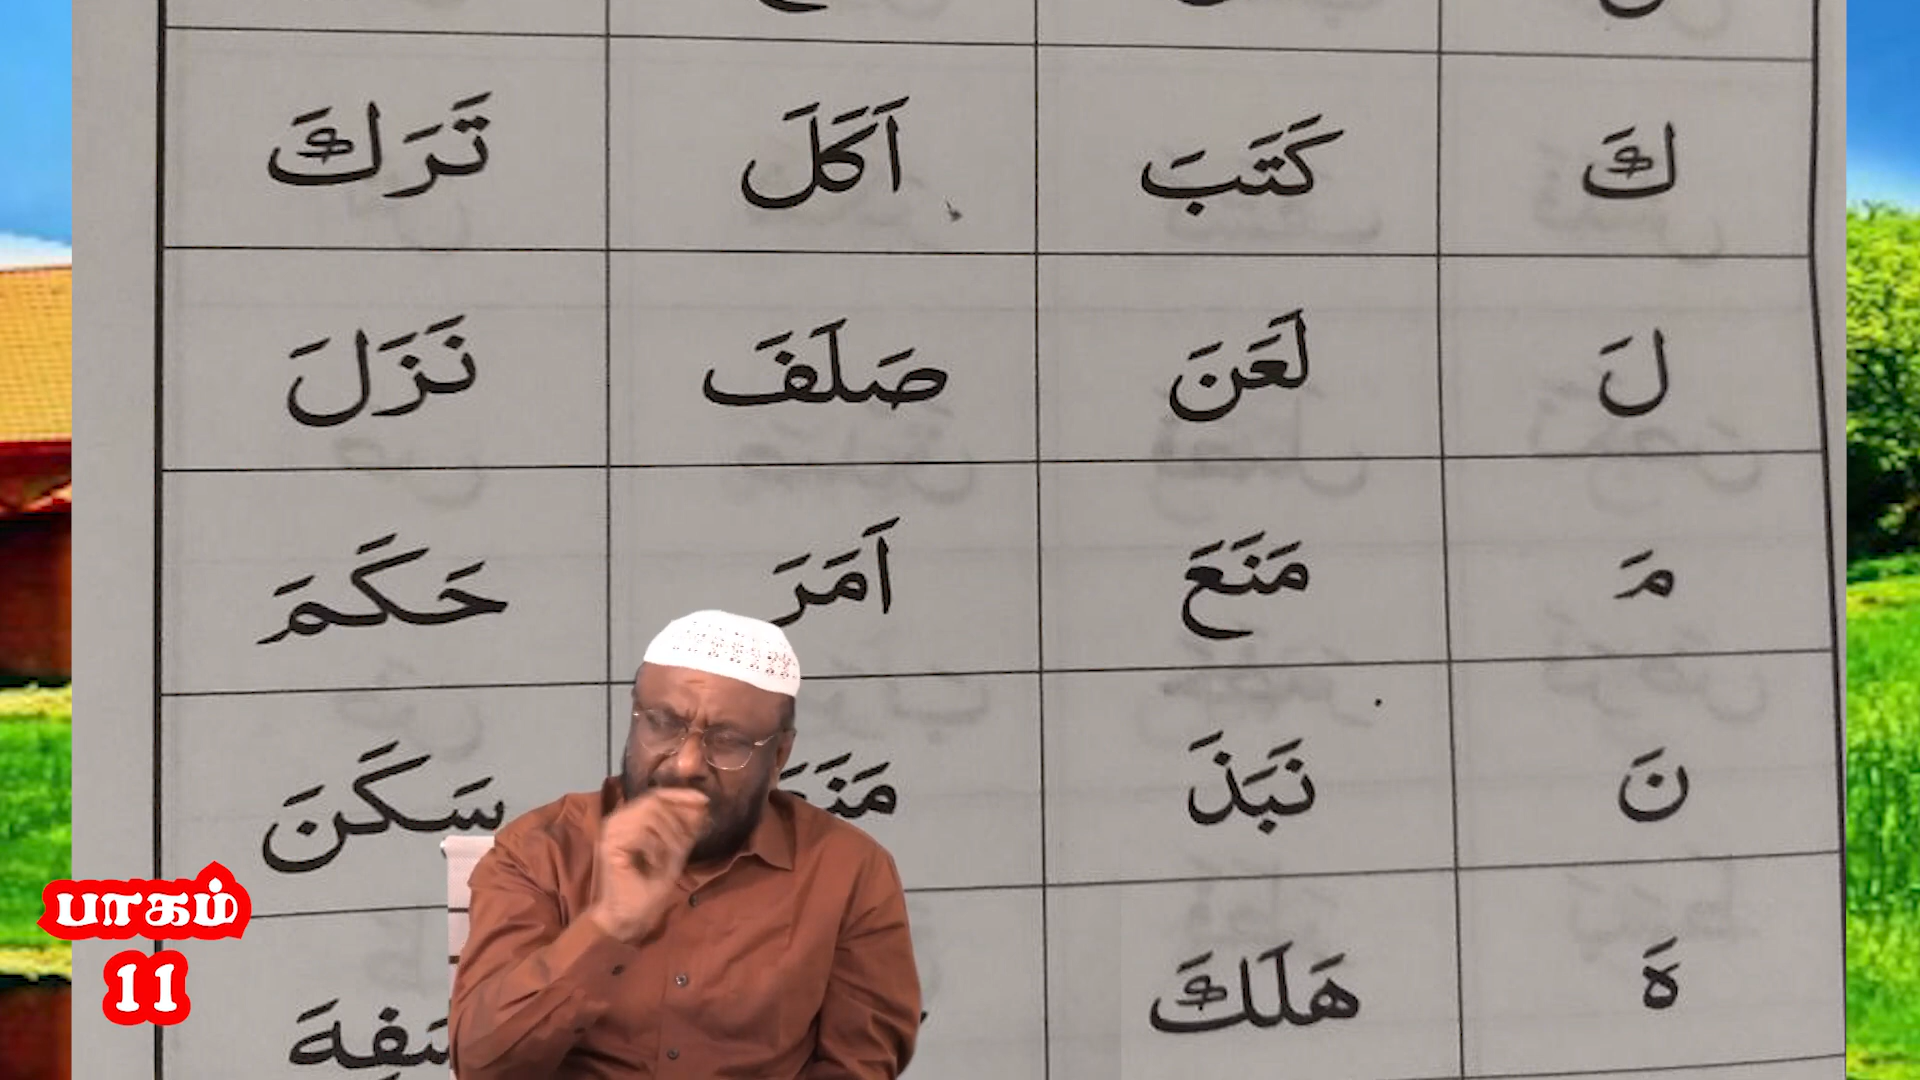 كَ كَتَبَ اَكَلَ تَرَكَ
لَ لَعَنَ صَلَفَ نَزَلَ
مَ مَنَعَ اَمَرَ حَكَمَ
نَ نَبَذَ سَكَنَ
هَ هَلَكَ
பாகம்
11